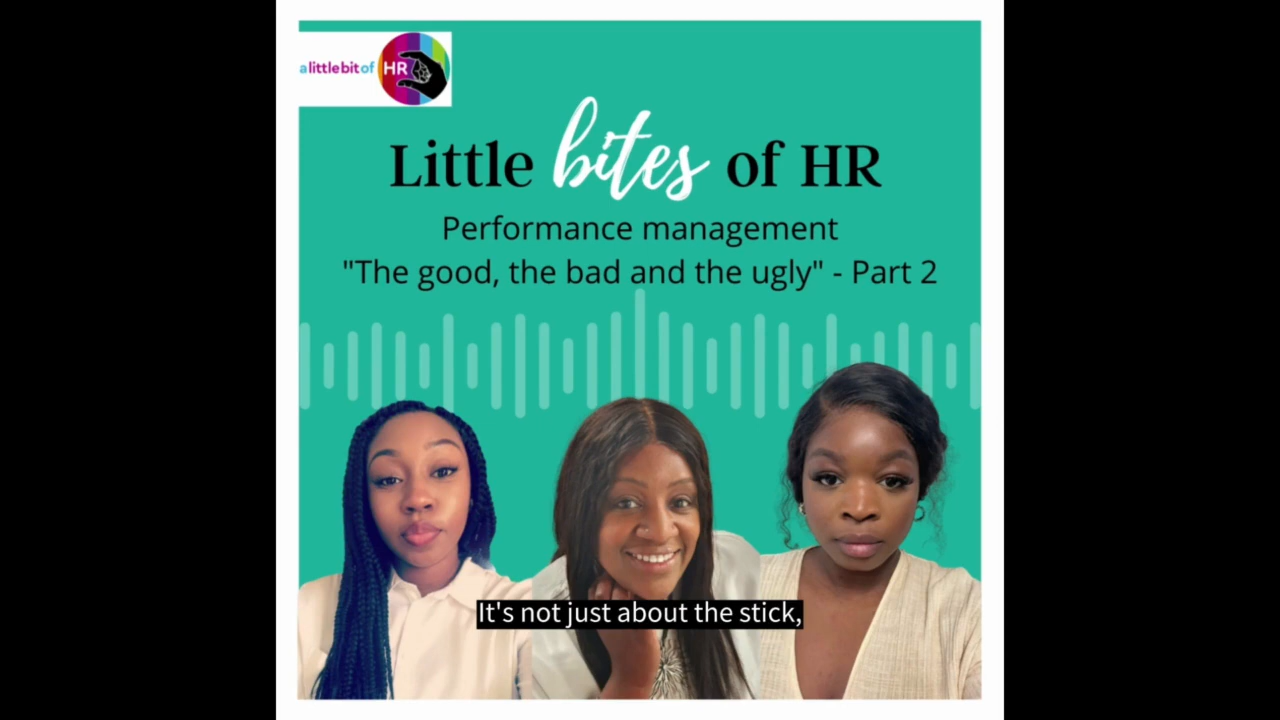 alittlebitof HR
Little bites of HR
Performance management
"The good, the bad and the ugly" - Part 2
It's not just about the stick,